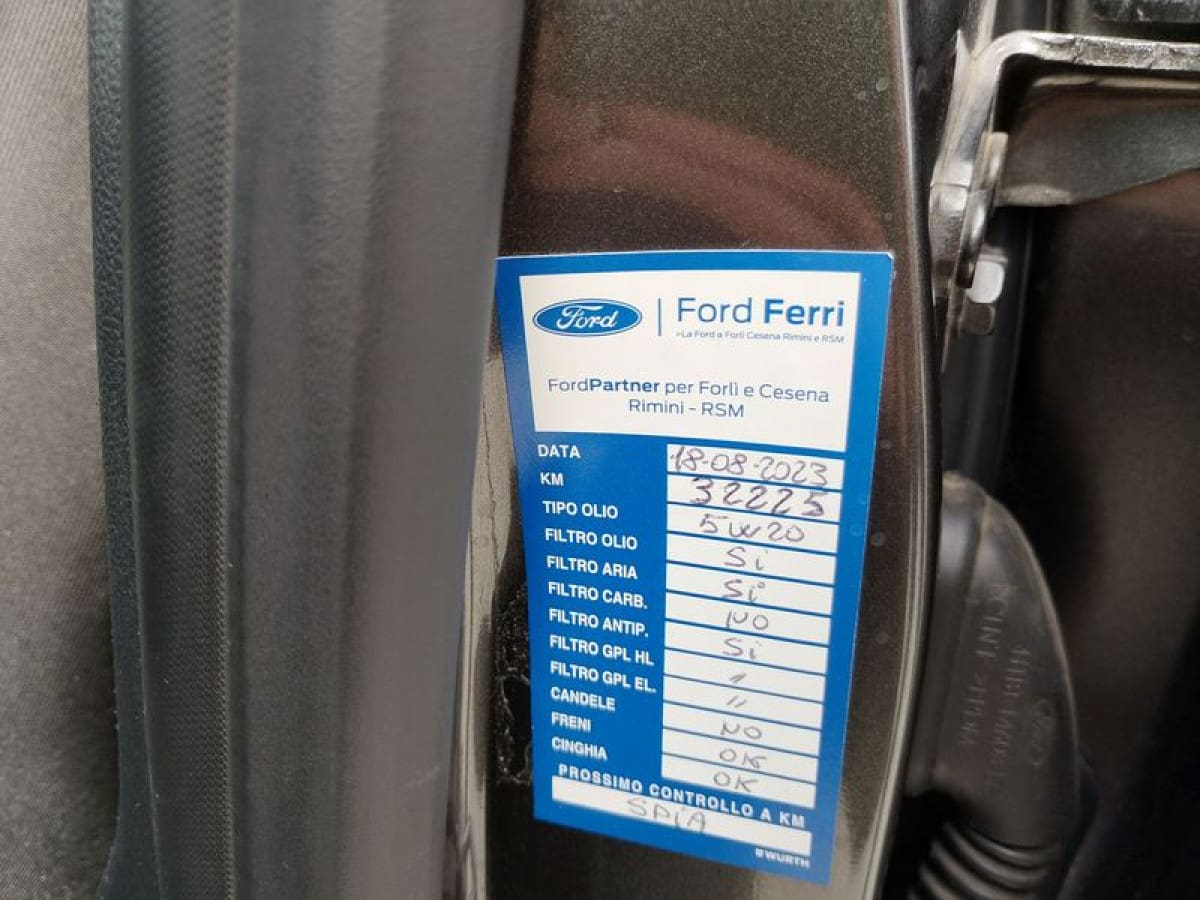 Ford
Ford Ferri
>La Ford a Forlì Cesena Rimini e RSM
FordPartner per Forlì e Cesena
Rimini - RSM
DATA 18-08-2023
KM 32225
TIPO OLIO 5W20
FILTRO OLIO Si
FILTRO ARIA Si
FILTRO CARB. NO
FILTRO ANTIP. Si
FILTRO GPL HL "
FILTRO GPL EL. "
CANDELE NO
FRENI OK
CINGHIA OK
PROSSIMO CONTROLLO A KM
SPIA
WURTH